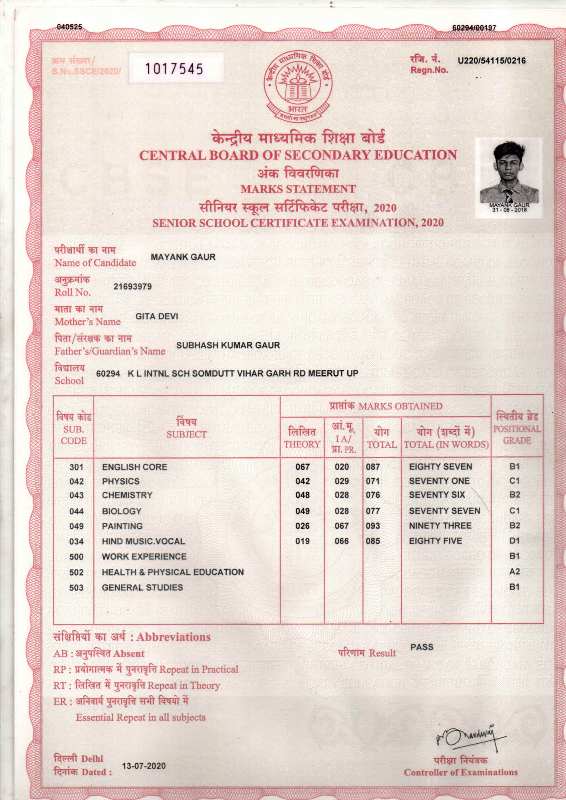 040525
60294/00197
क्रम संख्या/
S.No.SSCE/2020/
1017545
रजि. नं.
Regn.No.
U220/54115/0216
केन्द्रीय माध्यमिक शिक्षा बोर्ड
भारत
केन्द्रीय माध्यमिक शिक्षा बोर्ड
CENTRAL BOARD OF SECONDARY EDUCATION
अंक विवरणिका
MARKS STATEMENT
सीनियर स्कूल सर्टिफिकेट परीक्षा, 2020
SENIOR SCHOOL CERTIFICATE EXAMINATION, 2020
MAYANK GAUR
31-08-2018
परीक्षार्थी का नाम
Name of Candidate MAYANK GAUR
अनुक्रमांक
Roll No. 21693979
माता का नाम
Mother's Name GITA DEVI
पिता/संरक्षक का नाम
Father's/Guardian's Name SUBHASH KUMAR GAUR
विद्यालय
School 60294 K L INTNL SCH SOMDUTT VIHAR GARH RD MEERUT UP
विषय कोड
SUB. CODE
विषय
SUBJECT
प्राप्तांक MARKS OBTAINED
लिखित
THEORY
आं.मू.
IA/
प्रा. PR.
योग
TOTAL
योग (शब्दों में)
TOTAL (IN WORDS)
स्थितीय ग्रेड
POSITIONAL GRADE
301 ENGLISH CORE 067 020 087 EIGHTY SEVEN B1
042 PHYSICS 042 029 071 SEVENTY ONE C1
043 CHEMISTRY 048 028 076 SEVENTY SIX B2
044 BIOLOGY 049 028 077 SEVENTY SEVEN C1
049 PAINTING 026 067 093 NINETY THREE B2
034 HIND MUSIC.VOCAL 019 066 085 EIGHTY FIVE D1
500 WORK EXPERIENCE B1
502 HEALTH & PHYSICAL EDUCATION A2
503 GENERAL STUDIES B1
संक्षिप्तियों का अर्थ : Abbreviations
AB : अनुपस्थित Absent
परिणाम Result PASS
RP : प्रयोगात्मक में पुनरावृत्ति Repeat in Practical
RT : लिखित में पुनरावृत्ति Repeat in Theory
ER : अनिवार्य पुनरावृत्ति सभी विषयो में
Essential Repeat in all subjects
दिल्ली Delhi
दिनांक Dated : 13-07-2020
परीक्षा नियंत्रक
Controller of Examinations